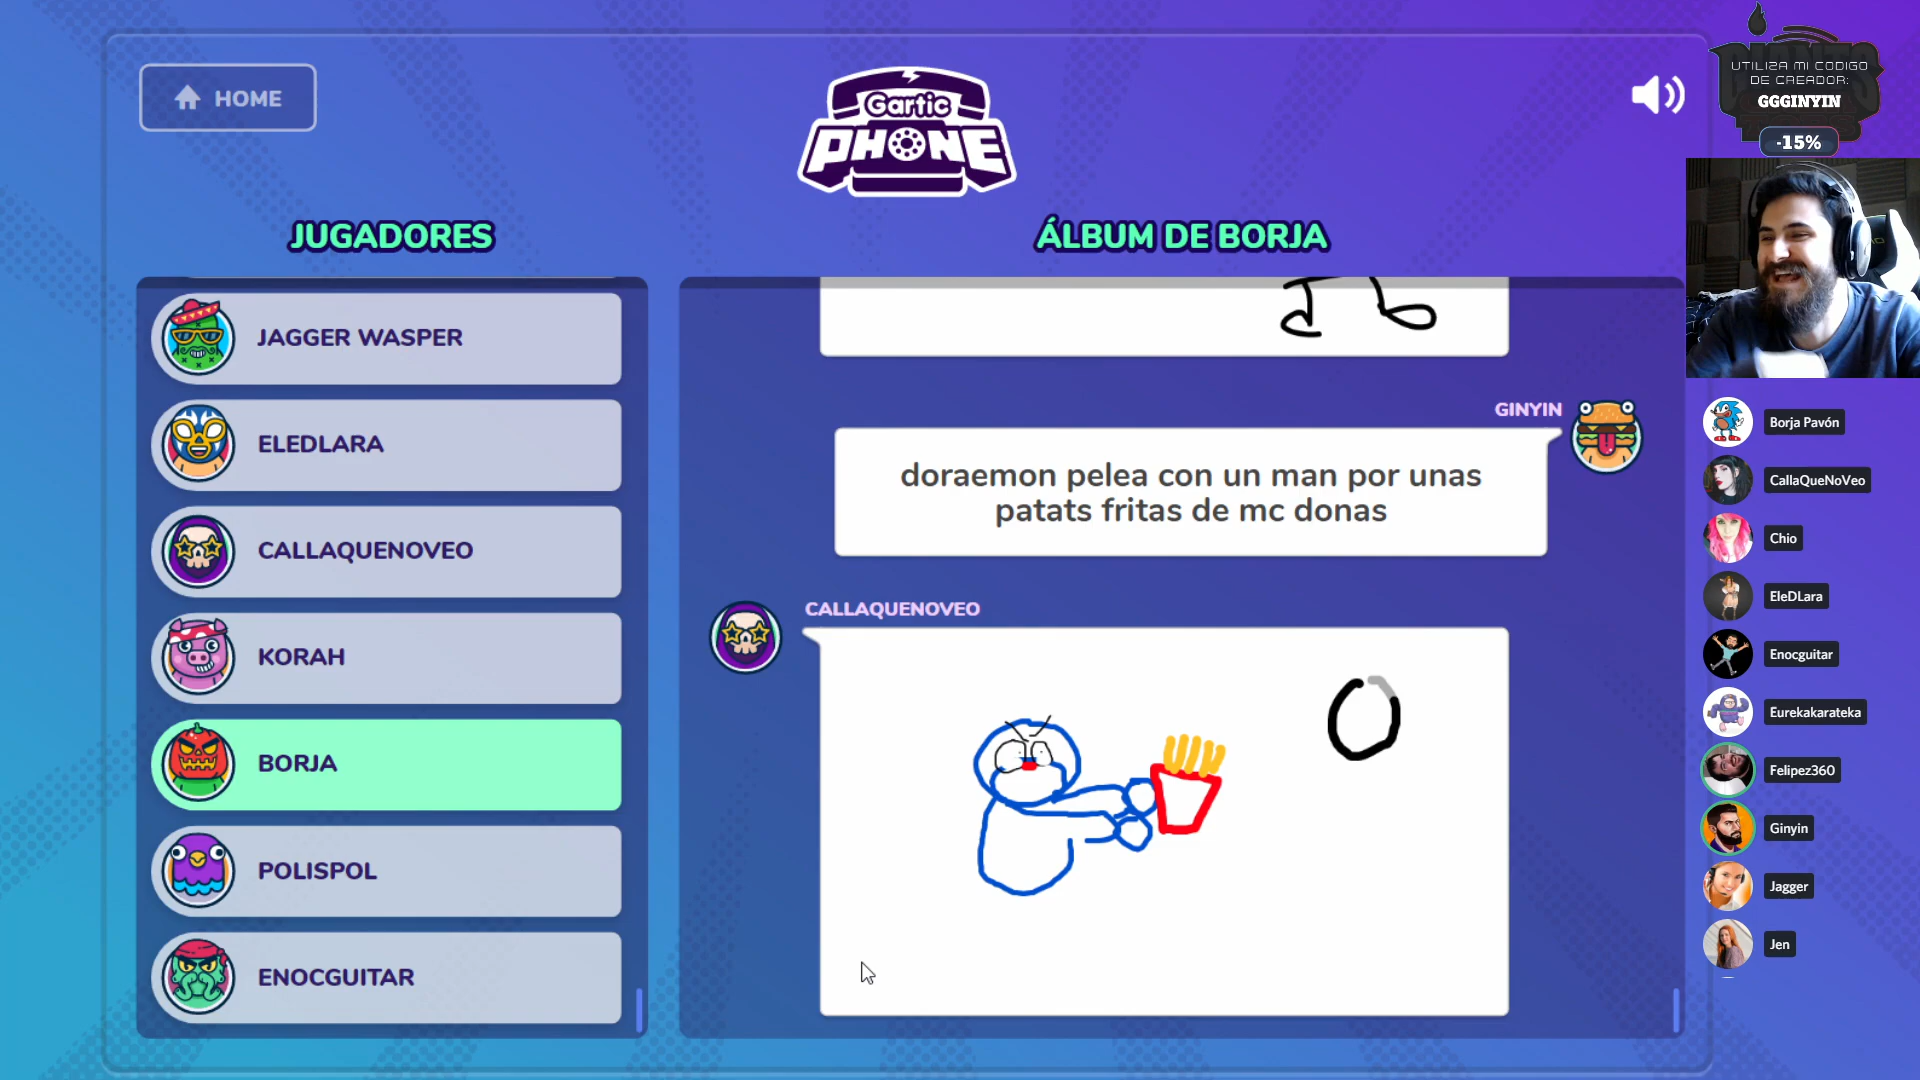 HOME
Gartic
PHONE
UTILIZA MI CODIGO
DE CREADOR:
GGGINYIN
-15%
JUGADORES
ÁLBUM DE BORJA
JAGGER WASPER
ELEDLARA
CALLAQUENOVEO
KORAH
BORJA
POLISPOL
ENOCGUITAR
GINYIN
doraemon pelea con un man por unas
patats fritas de mc donas
CALLAQUENOVEO
Borja Pavón
CallaQueNoVeo
Chio
EleDLara
Enocguitar
Eurekakarateka
Felipez360
Ginyin
Jagger
Jen